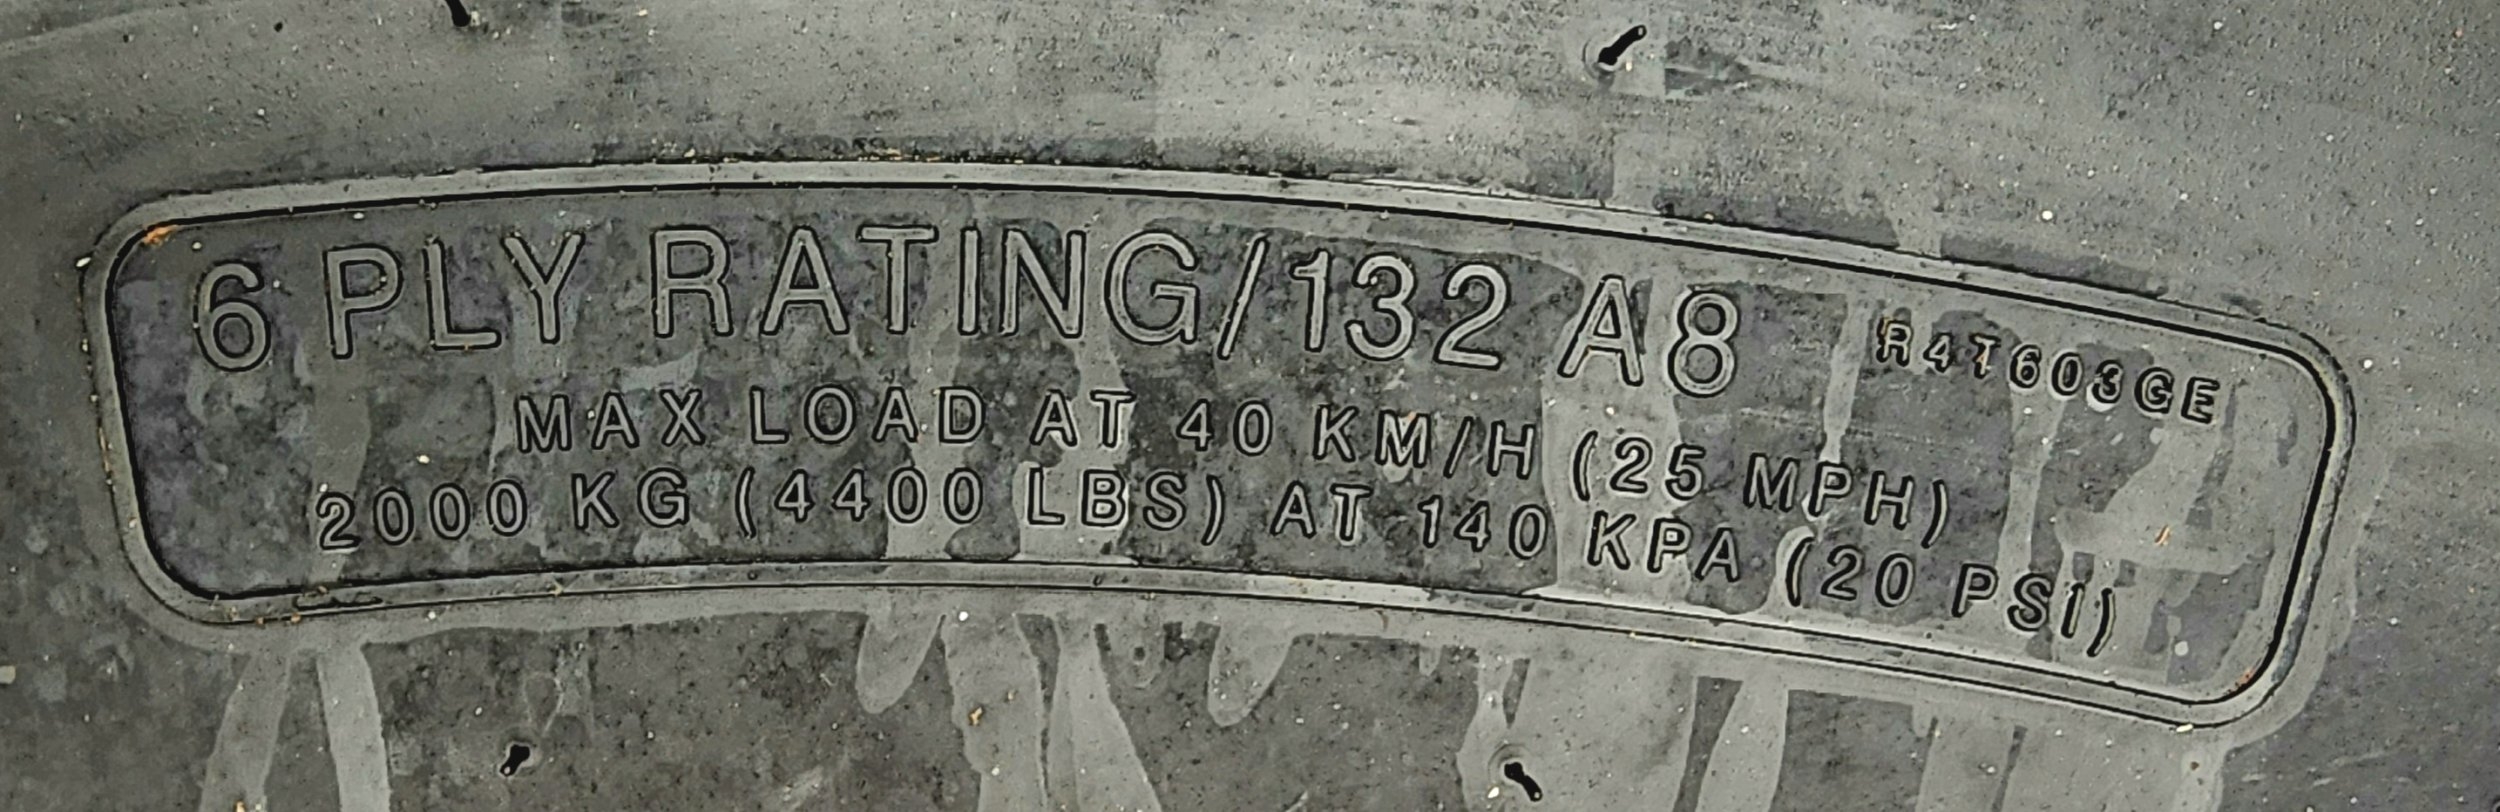 6 PLY RATING/132 A8 R4T603GE
MAX LOAD AT 40 KM/H (25 MPH)
2000 KG (4400 LBS) AT 140 KPA (20 PSI)